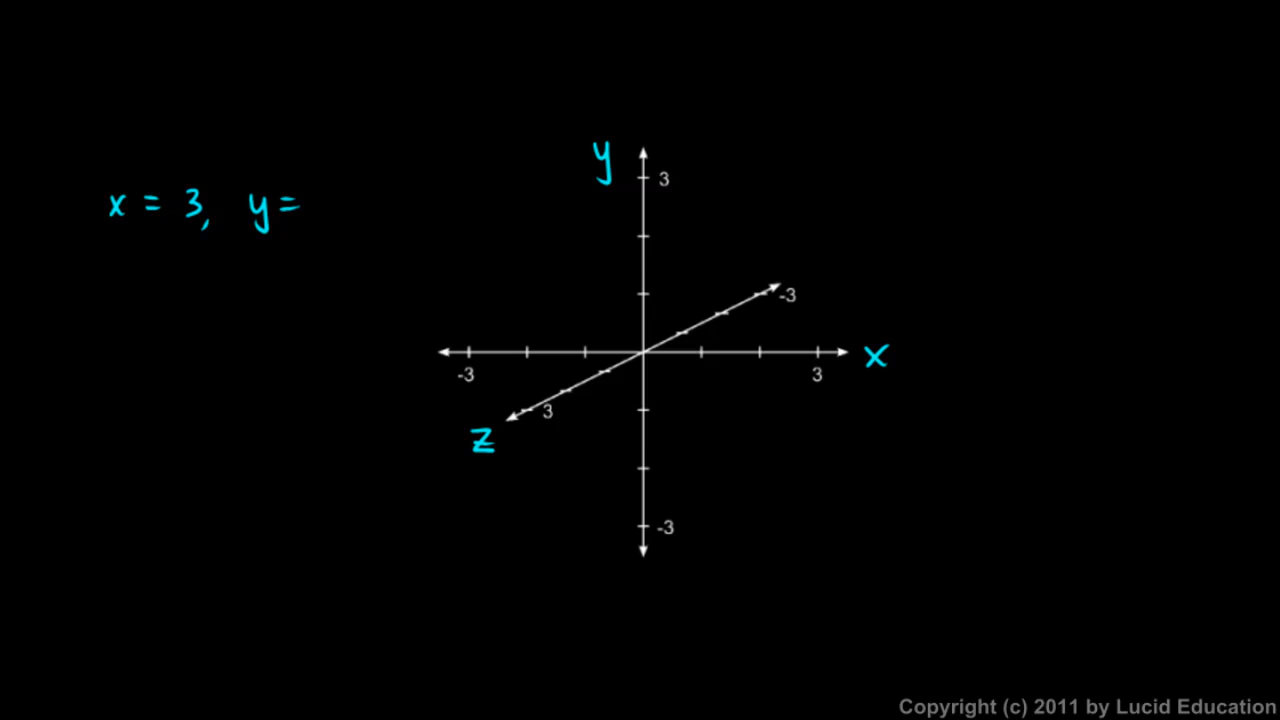 y
3
x = 3, y =
-3
x
-3
3
3
z
-3
Copyright (c) 2011 by Lucid Education